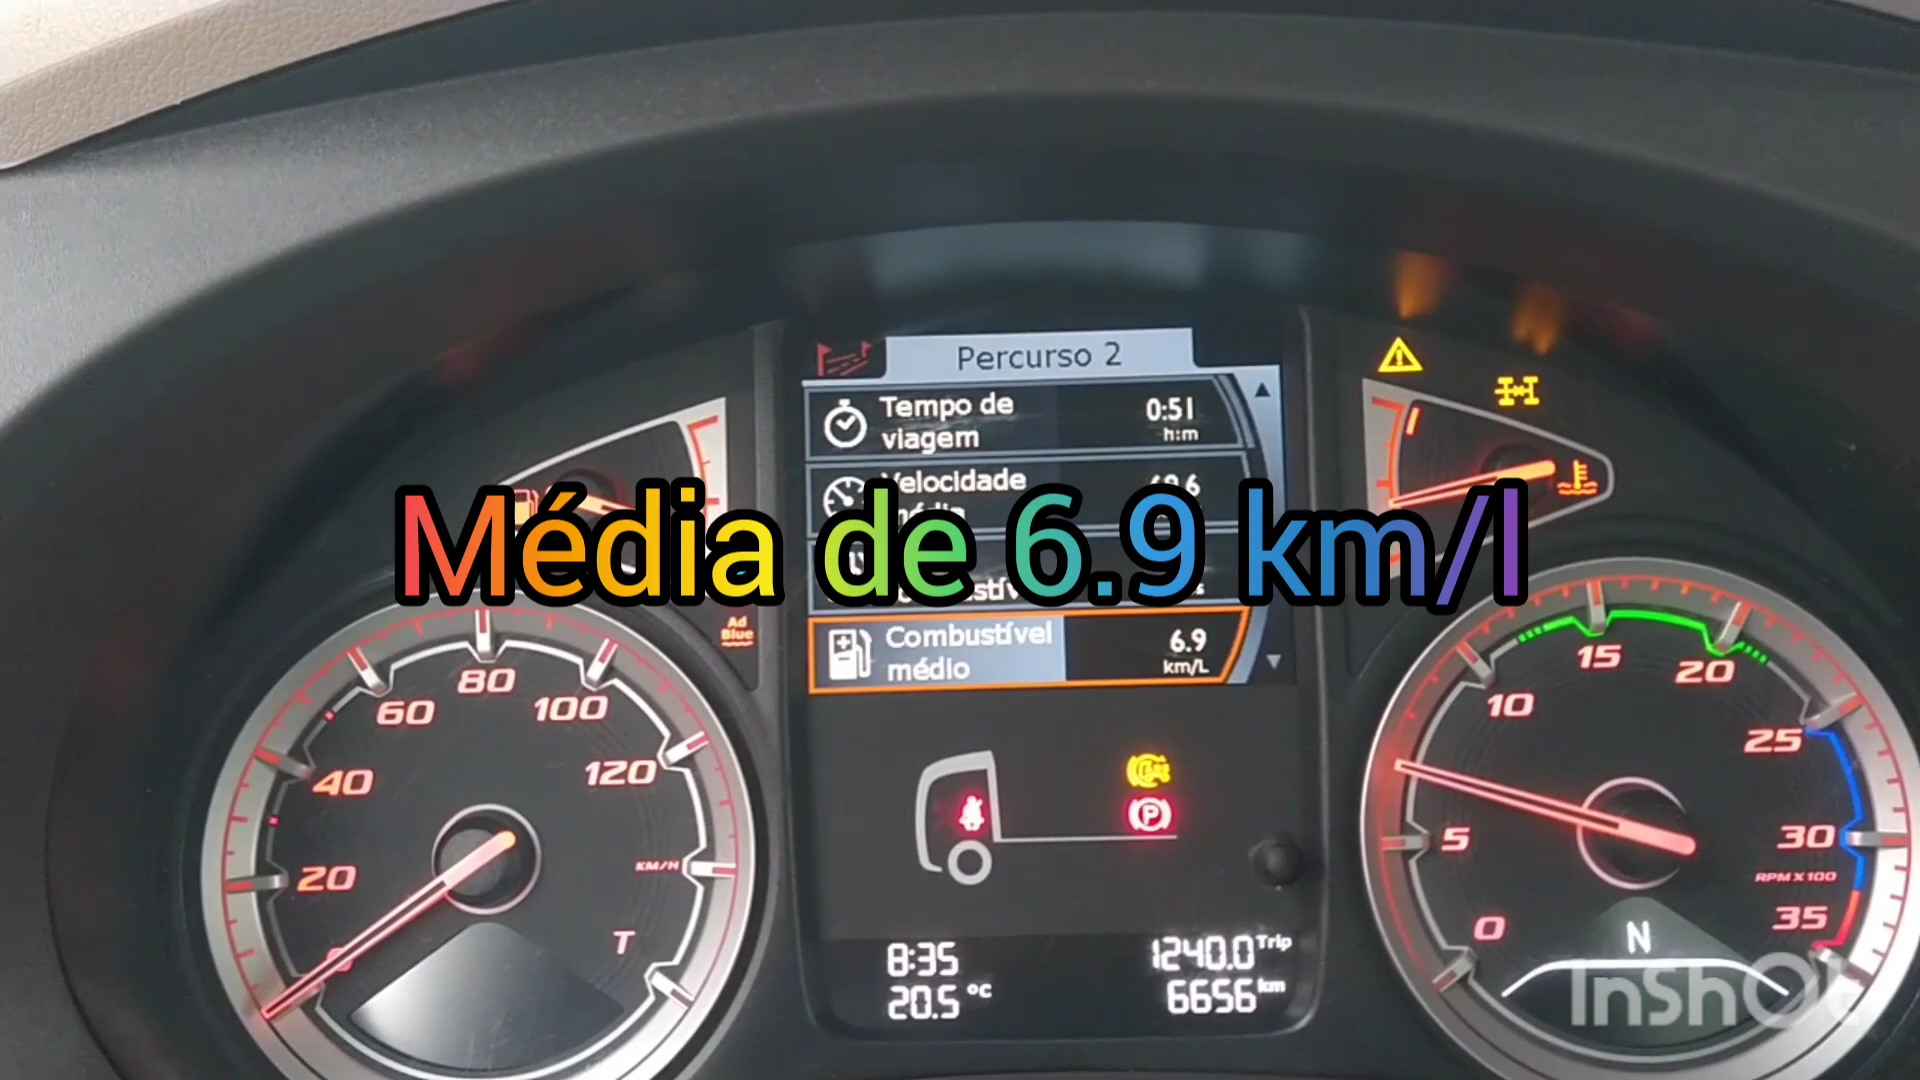 Percurso 2
Tempo de viagem
0:51
h:m
Velocidade
Média de 6.9 km/l
Combustível médio
6.9
km/L
Ad
Blue
20
40
60
80
100
120
KM/H
T
0
5
10
15
20
25
30
35
RPM X 100
N
P
8:35
1240.0 Trip
20.5 °C
6656 km
InShOt